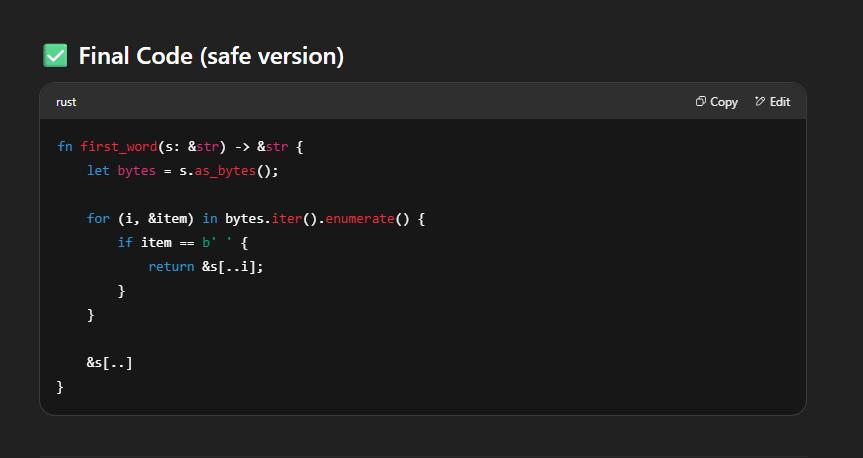 ✅ Final Code (safe version)
rust
Copy
Edit
fn first_word(s: &str) -> &str {
    let bytes = s.as_bytes();

    for (i, &item) in bytes.iter().enumerate() {
        if item == b' ' {
            return &s[..i];
        }
    }

    &s[..]
}